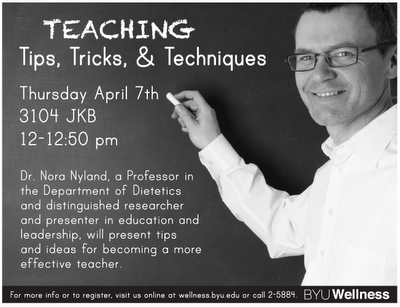 TEACHING
Tips, Tricks, & Techniques
Thursday April 7th
3104 JKB
12-12:50 pm
Dr. Nora Nyland, a Professor in
the Department of Dietetics
and distinguished researcher
and presenter in education and
leadership, will present tips
and ideas for becoming a more
effective teacher.
For more info or to register, visit us online at wellness.byu.edu or call 2-5884. BYU Wellness